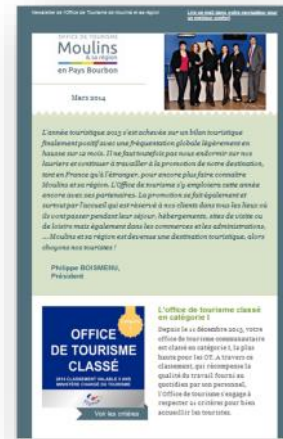 Newsletter de l'Office de Tourisme de Moulins et sa région
Lire ce mail dans votre navigateur
OFFICE DE TOURISME
Moulins
& sa région
en Pays Bourbon
Mars 2014
L'année touristique 2013 s'est achevée sur un bilan touristique
finalement positif avec une fréquentation globale légèrement en
hausse sur 12 mois. Il ne faut toutefois pas nous endormir sur nos
lauriers et continuer à travailler à la promotion de notre destination,
tant en France qu'à l'étranger, pour encore plus faire connaître
Moulins et sa région. L'Office de tourisme s'y emploiera cette année
encore avec ses partenaires. La promotion se fait également et
surtout par l'accueil qui est réservé à nos clients dans tous les lieux où
ils vont passer pendant leur séjour, hébergements, sites de visite ou
de loisirs mais également dans les commerces et les administrations,
....Moulins et sa région est devenue une destination touristique, alors
choyons nos touristes !
Philippe BOISMENU,
Président
OFFICE
DE TOURISME
CLASSÉ
Voir les critères
L'office de tourisme classé
en catégorie I
Depuis le 12 décembre 2013, votre
office de tourisme communautaire
est classé en catégorie I, la plus
haute pour les OT. A travers ce
classement, qui récompense la
qualité du travail fourni au
quotidien par son personnel,
l'Office de tourisme s'engage à
respecter 21 critères pour bien
accueillir les touristes.